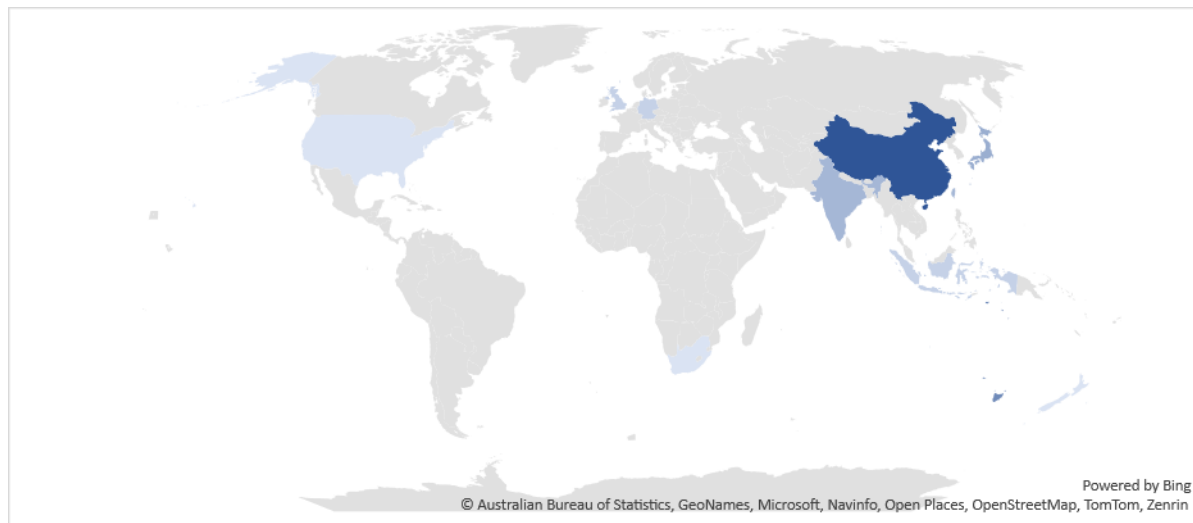 Powered by Bing
© Australian Bureau of Statistics, GeoNames, Microsoft, Navinfo, Open Places, OpenStreetMap, TomTom, Zenrin